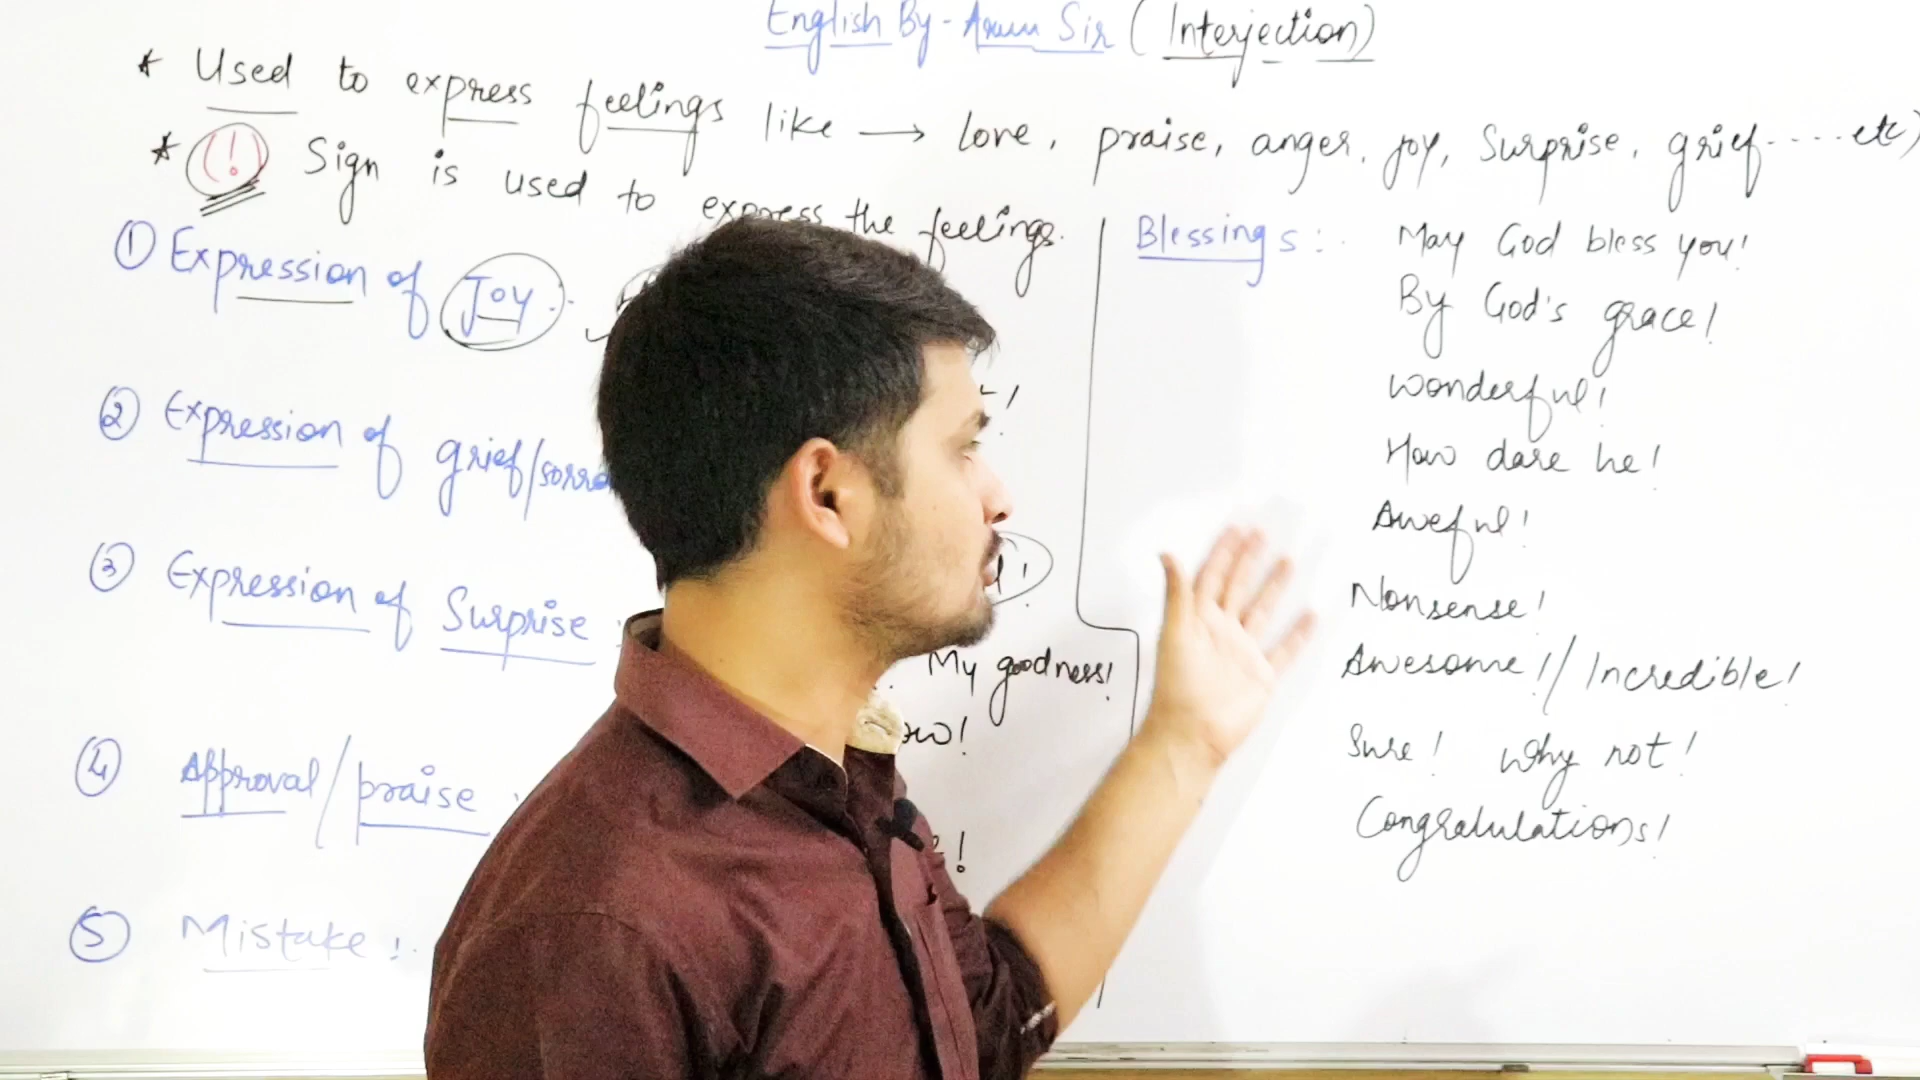 English By - Arun Sir (Interjection)
* Used to express feelings like → love, praise, anger, joy, Surprise, grief.....etc)
* (!) Sign is used to express the feelings.
① Expression of Joy :
② Expression of grief/
③ Expression of Surprise :
My goodness!
④ Approval / praise :
⑤ Mistake :
Blessings :
May God bless you!
By God's grace!
Wonderful!
How dare he!
Aweful!
Nonsense!
Awesome! / Incredible!
Sure! Why not!
Congratulations!